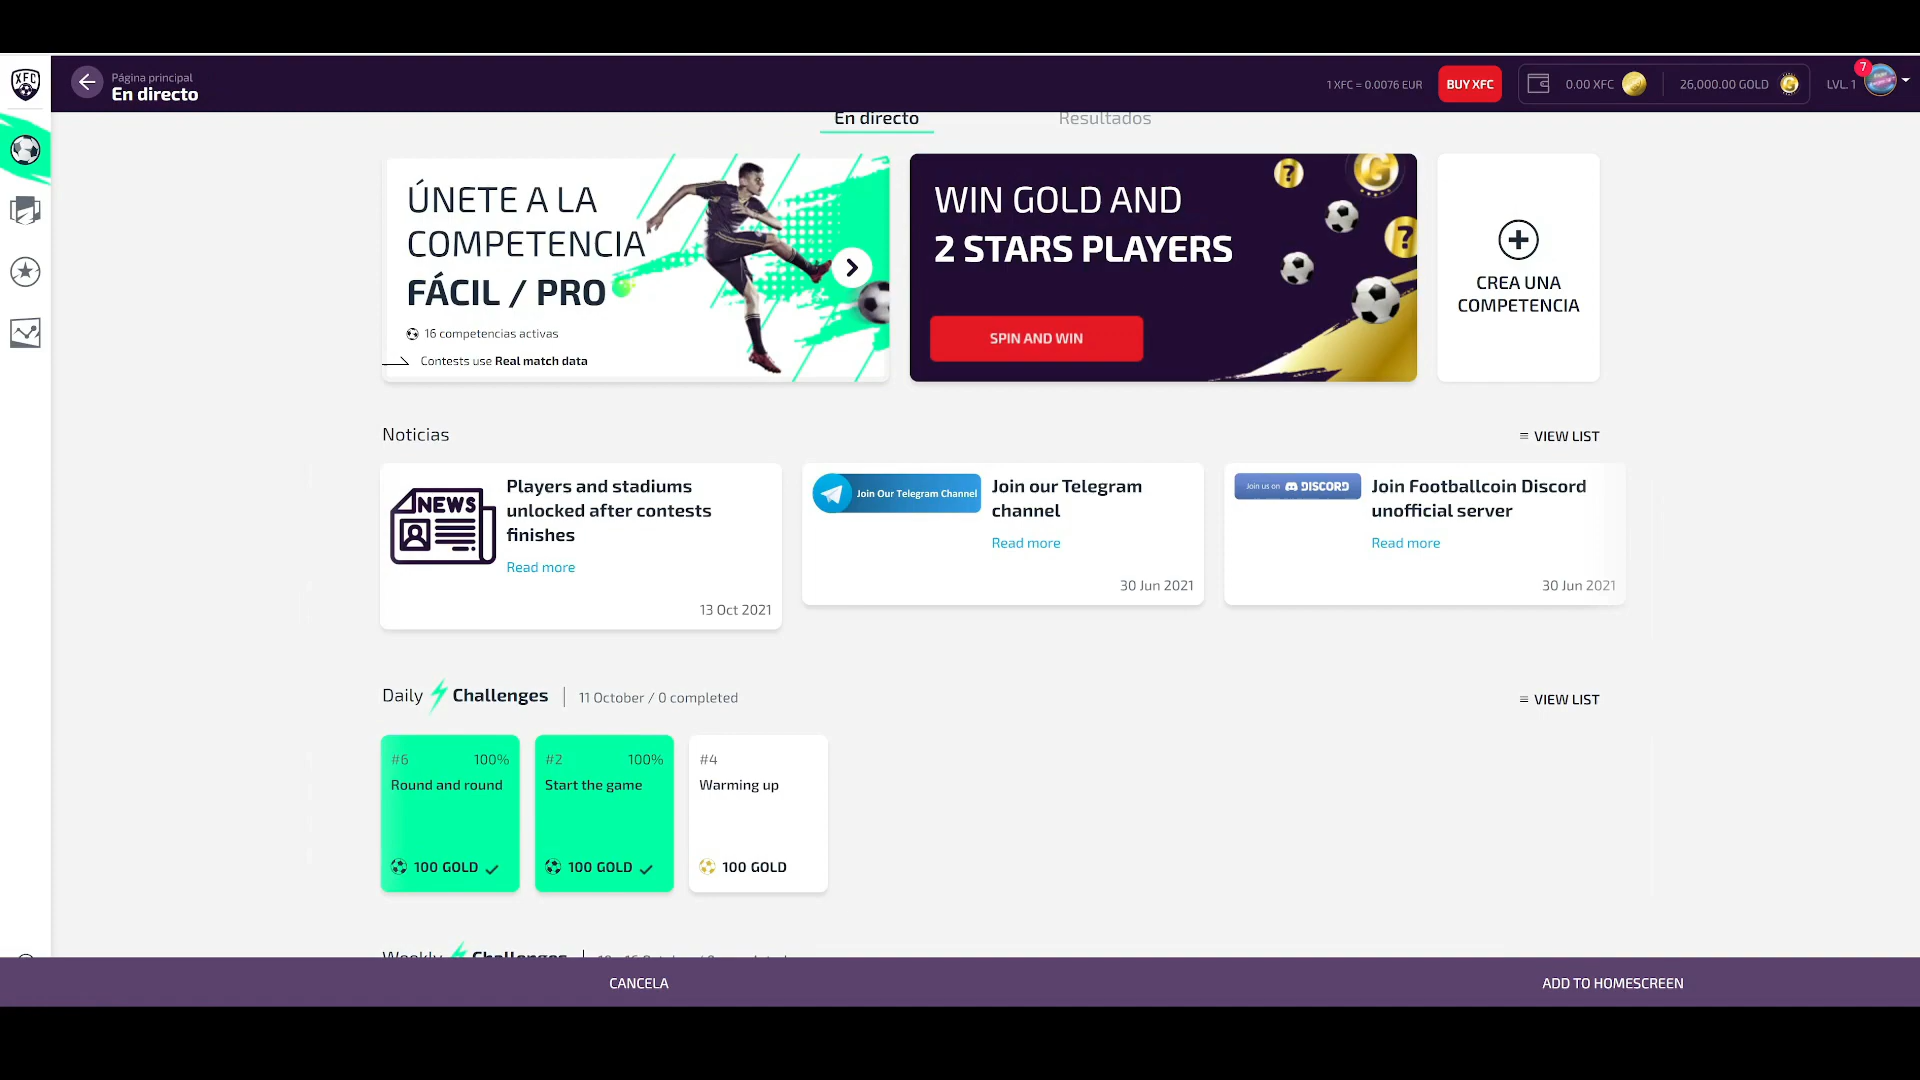 XFC
Página principal
En directo
1 XFC = 0.0076 EUR
BUY XFC
0.00 XFC
26,000.00 GOLD
LVL. 1
7
En directo
Resultados
ÚNETE A LA
COMPETENCIA
FÁCIL / PRO
16 competencias activas
Contests use Real match data
WIN GOLD AND
2 STARS PLAYERS
SPIN AND WIN
CREA UNA
COMPETENCIA
Noticias
VIEW LIST
NEWS
Players and stadiums
unlocked after contests
finishes
Read more
13 Oct 2021
Join Our Telegram Channel
Join our Telegram
channel
Read more
30 Jun 2021
Join us on DISCORD
Join Footballcoin Discord
unofficial server
Read more
30 Jun 2021
Daily Challenges
11 October / 0 completed
VIEW LIST
#6 100%
Round and round
100 GOLD
#2 100%
Start the game
100 GOLD
#4
Warming up
100 GOLD
Weekly Challenges
CANCELA
ADD TO HOMESCREEN